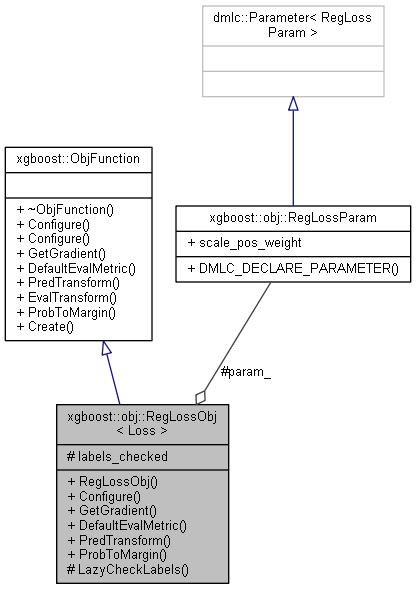 dmlc::Parameter< RegLoss
Param >
xgboost::ObjFunction
+ ~ObjFunction()
+ Configure()
+ Configure()
+ GetGradient()
+ DefaultEvalMetric()
+ PredTransform()
+ EvalTransform()
+ ProbToMargin()
+ Create()
xgboost::obj::RegLossParam
+ scale_pos_weight
+ DMLC_DECLARE_PARAMETER()
#param_
xgboost::obj::RegLossObj
< Loss >
# labels_checked
+ RegLossObj()
+ Configure()
+ GetGradient()
+ DefaultEvalMetric()
+ PredTransform()
+ ProbToMargin()
# LazyCheckLabels()